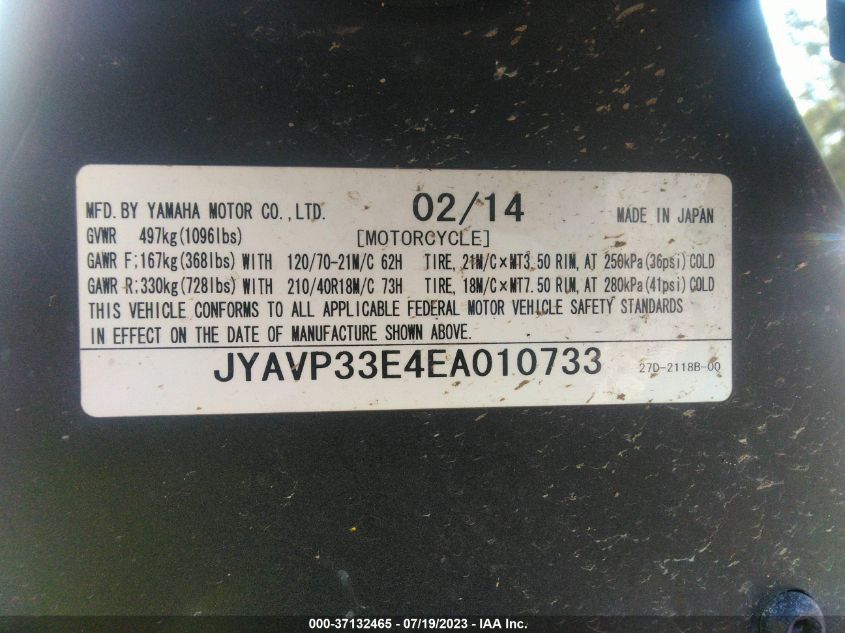 MFD. BY YAMAHA MOTOR CO., LTD. 02/14 MADE IN JAPAN
GVWR 497kg(1096lbs) [MOTORCYCLE]
GAWR F:167kg(368lbs) WITH 120/70-21M/C 62H TIRE, 21M/C×MT3.50 RIM, AT 250kPa(36psi) COLD
GAWR R:330kg(728lbs) WITH 210/40R18M/C 73H TIRE, 18M/C×MT7.50 RIM, AT 280kPa(41psi) COLD
THIS VEHICLE CONFORMS TO ALL APPLICABLE FEDERAL MOTOR VEHICLE SAFETY STANDARDS
IN EFFECT ON THE DATE OF MANUFACTURE SHOWN ABOVE.
JYAVP33E4EA010733 27D-2118B-00
000-37132465 - 07/19/2023 - IAA Inc.